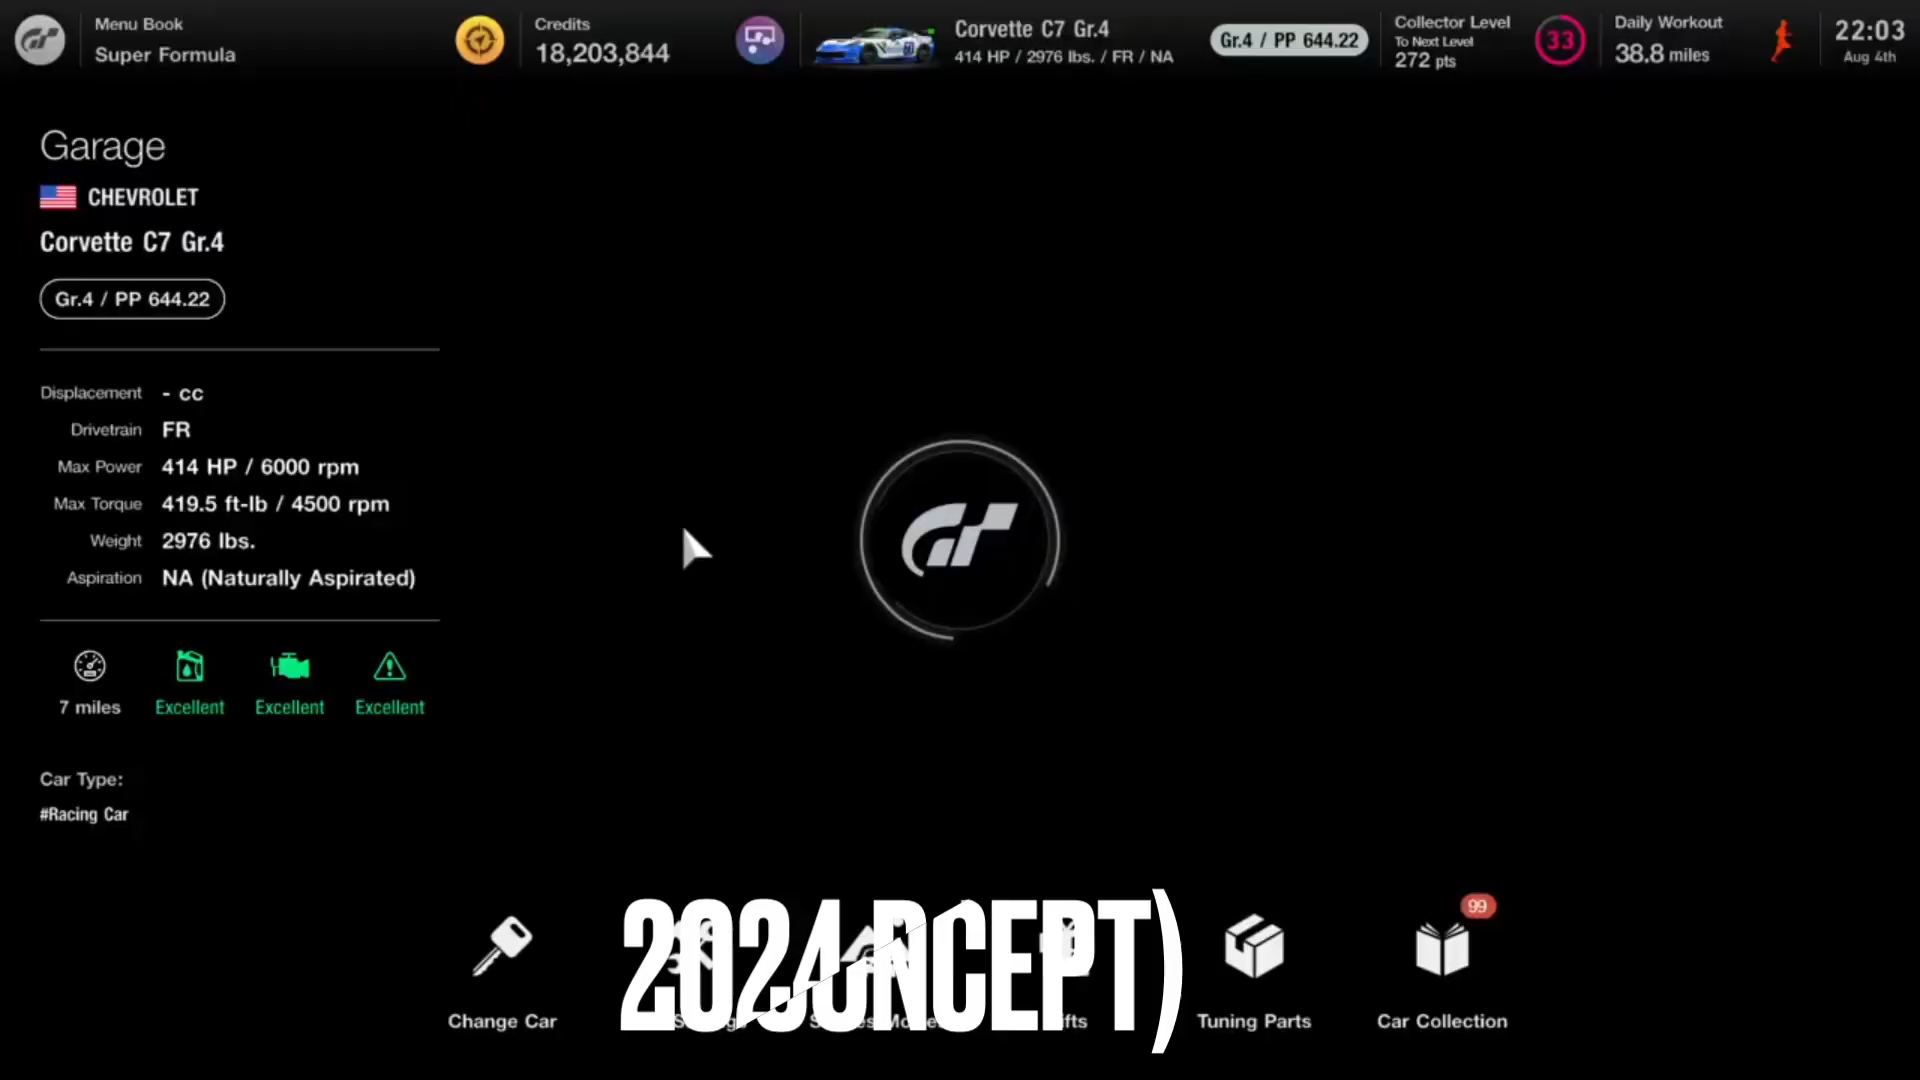 Menu Book
Super Formula
Credits
18,203,844
Corvette C7 Gr.4
414 HP / 2976 lbs. / FR / NA
Gr.4 / PP 644.22
Collector Level
To Next Level
272 pts
33
Daily Workout
38.8 miles
22:03
Aug 4th
Garage
CHEVROLET
Corvette C7 Gr.4
Gr.4 / PP 644.22
Displacement - cc
Drivetrain FR
Max Power 414 HP / 6000 rpm
Max Torque 419.5 ft-lb / 4500 rpm
Weight 2976 lbs.
Aspiration NA (Naturally Aspirated)
7 miles
Excellent
Excellent
Excellent
Car Type:
#Racing Car
99
Change Car
Tuning Parts
Car Collection